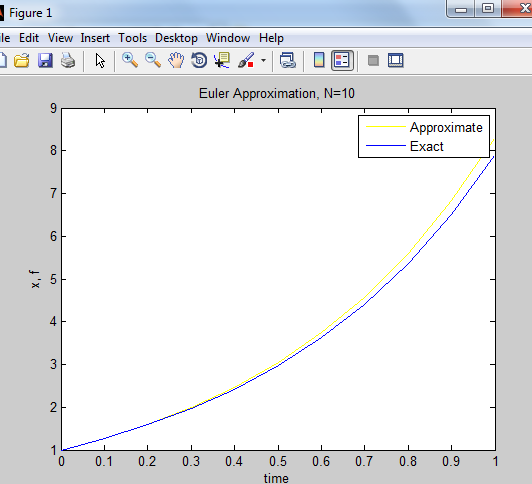 Figure 1
ile Edit View Insert Tools Desktop Window Help
Euler Approximation, N=10
9
8
7
6
5
4
3
2
1
x, f
Approximate
Exact
0 0.1 0.2 0.3 0.4 0.5 0.6 0.7 0.8 0.9 1
time